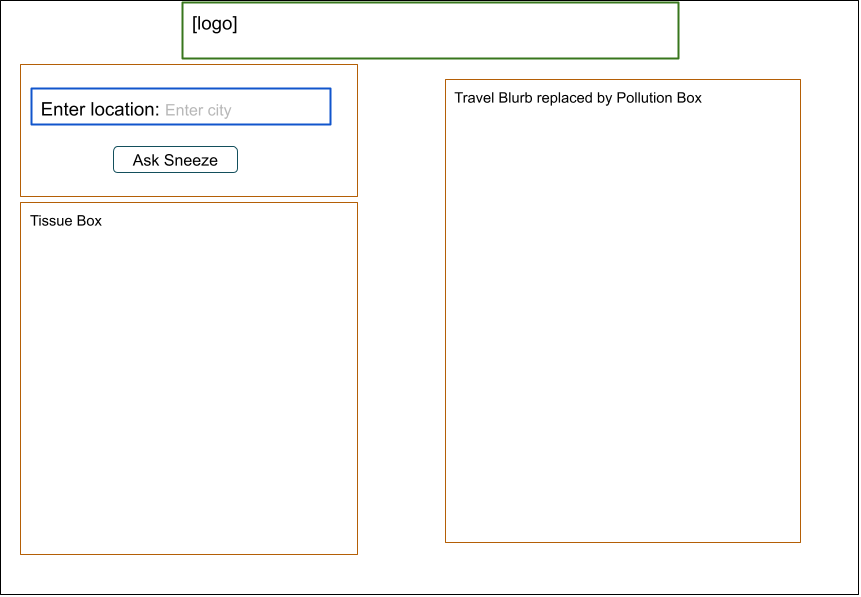 [logo]
Enter location: Enter city
Ask Sneeze
Tissue Box
Travel Blurb replaced by Pollution Box